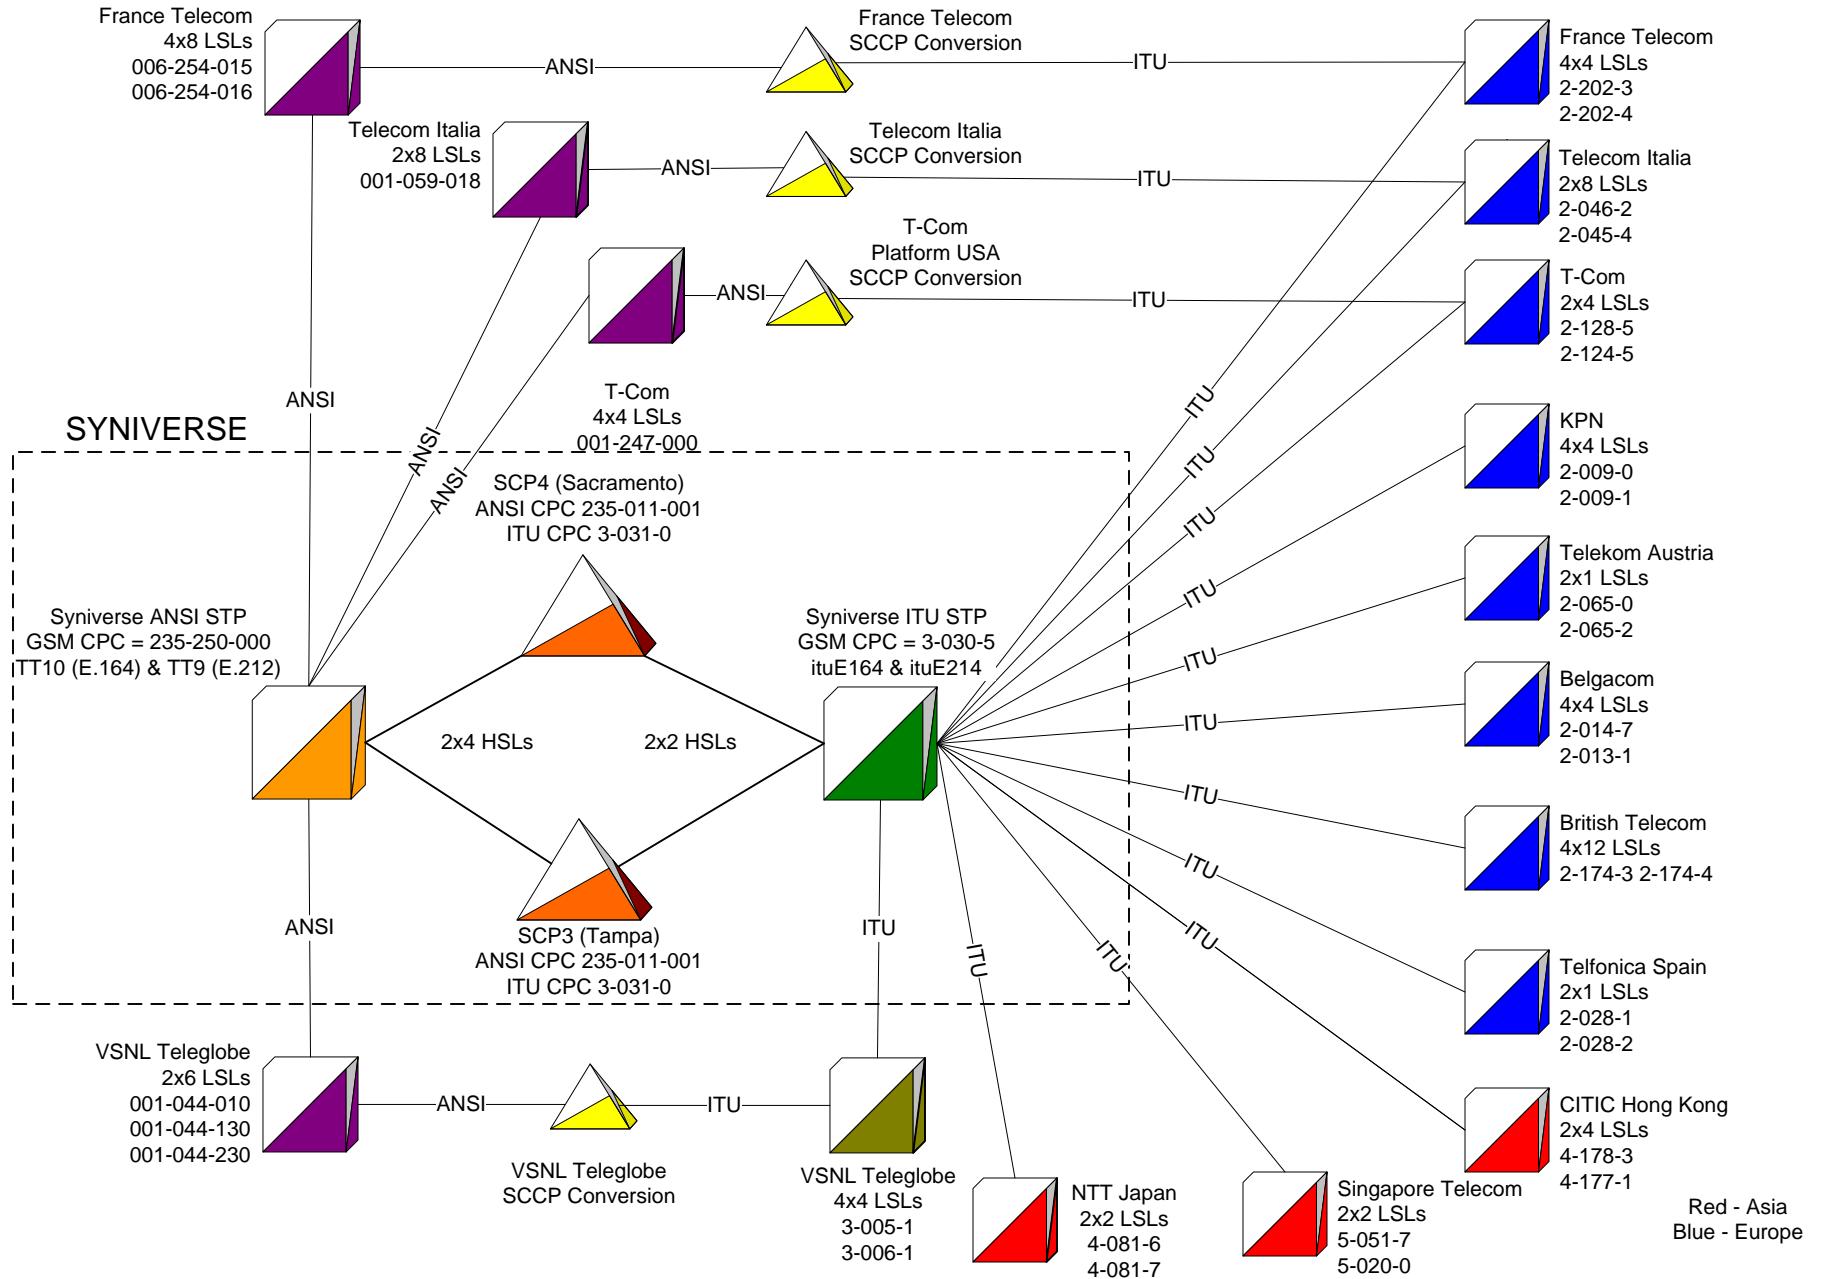 France Telecom
4x8 LSLs
006-254-015
006-254-016
ANSI
France Telecom
SCCP Conversion
ITU
France Telecom
4x4 LSLs
2-202-3
2-202-4
Telecom Italia
2x8 LSLs
001-059-018
ANSI
Telecom Italia
SCCP Conversion
ITU
Telecom Italia
2x8 LSLs
2-046-2
2-045-4
ANSI
T-Com
Platform USA
SCCP Conversion
ITU
T-Com
2x4 LSLs
2-128-5
2-124-5
T-Com
4x4 LSLs
001-247-000
ANSI
ANSI
ANSI
SYNIVERSE
SCP4 (Sacramento)
ANSI CPC 235-011-001
ITU CPC 3-031-0
Syniverse ANSI STP
GSM CPC = 235-250-000
TT10 (E.164) & TT9 (E.212)
Syniverse ITU STP
GSM CPC = 3-030-5
ituE164 & ituE214
2x4 HSLs
2x2 HSLs
SCP3 (Tampa)
ANSI CPC 235-011-001
ITU CPC 3-031-0
ANSI
ITU
ITU
ITU
ITU
ITU
ITU
ITU
ITU
ITU
ITU
ITU
ITU
KPN
4x4 LSLs
2-009-0
2-009-1
Telekom Austria
2x1 LSLs
2-065-0
2-065-2
Belgacom
4x4 LSLs
2-014-7
2-013-1
British Telecom
4x12 LSLs
2-174-3 2-174-4
Telfonica Spain
2x1 LSLs
2-028-1
2-028-2
CITIC Hong Kong
2x4 LSLs
4-178-3
4-177-1
VSNL Teleglobe
2x6 LSLs
001-044-010
001-044-130
001-044-230
ANSI
ITU
VSNL Teleglobe
SCCP Conversion
VSNL Teleglobe
4x4 LSLs
3-005-1
3-006-1
NTT Japan
2x2 LSLs
4-081-6
4-081-7
Singapore Telecom
2x2 LSLs
5-051-7
5-020-0
Red - Asia
Blue - Europe